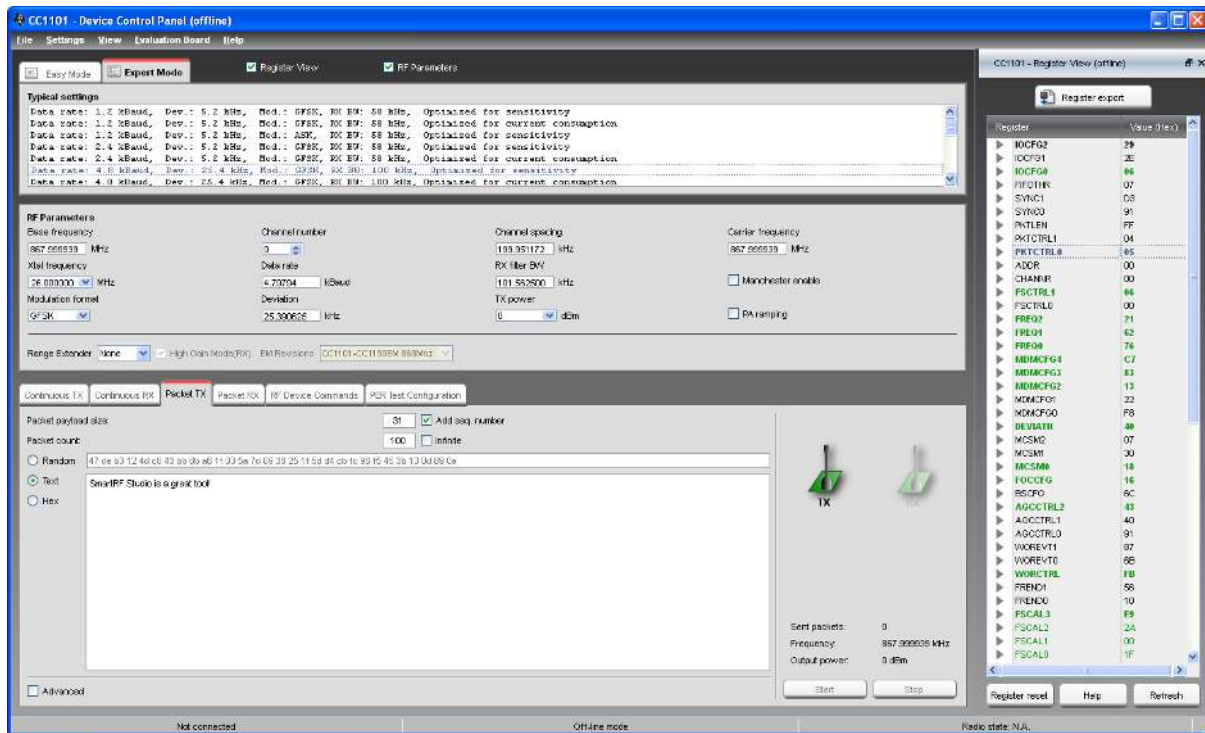 CC1101 - Device Control Panel (offline)
File Settings View Evaluation Board Help
Easy Mode Expert Mode Register View RF Parameters
Typical settings
Data rate: 1.2 kBaud, Dev.: 5.2 kHz, Mod.: GFSK, RX BW: 58 kHz, Optimized for sensitivity
Data rate: 1.2 kBaud, Dev.: 5.2 kHz, Mod.: GFSK, RX BW: 58 kHz, Optimized for current consumption
Data rate: 1.2 kBaud, Dev.: 5.2 kHz, Mod.: ASK, RX BW: 58 kHz, Optimized for sensitivity
Data rate: 2.4 kBaud, Dev.: 5.2 kHz, Mod.: GFSK, RX BW: 58 kHz, Optimized for sensitivity
Data rate: 2.4 kBaud, Dev.: 5.2 kHz, Mod.: GFSK, RX BW: 58 kHz, Optimized for current consumption
Data rate: 4.8 kBaud, Dev.: 25.4 kHz, Mod.: GFSK, RX BW: 100 kHz, Optimized for sensitivity
Data rate: 4.8 kBaud, Dev.: 25.4 kHz, Mod.: GFSK, RX BW: 100 kHz, Optimized for current consumption
RF Parameters
Base frequency Channel number Channel spacing Carrier frequency
867.999939 MHz 0 199.951172 kHz 867.999939 MHz
Xtal frequency Data rate RX filter BW
26.000000 MHz 4.79794 kBaud 101.562500 kHz Manchester enable
Modulation format Deviation TX power
GFSK 25.390625 kHz 0 dBm PA ramping
Range Extender None High Gain Mode(RX) EM Revisions CC1101-CC1190EM 868MHz
Continuous TX Continuous RX Packet TX Packet RX RF Device Commands PER Test Configuration
Packet payload size: 31 Add seq. number
Packet count: 100 Infinite
Random
Text SmartRF Studio is a great tool!
Hex
TX
RX
Sent packets: 0
Frequency: 867.999939 MHz
Output power: 0 dBm
Advanced
Start Stop
CC1101 - Register View (offline)
Register export
Register Value (Hex)
IOCFG2 29
IOCFG1 2E
IOCFG0 06
FIFOTHR 07
SYNC1 D3
SYNC0 91
PKTLEN FF
PKTCTRL1 04
PKTCTRL0 05
ADDR 00
CHANNR 00
FSCTRL1 06
FSCTRL0 00
FREQ2 21
FREQ1 62
FREQ0 76
MDMCFG4 C7
MDMCFG3 83
MDMCFG2 13
MDMCFG1 22
MDMCFG0 F8
DEVIATN 40
MCSM2 07
MCSM1 30
MCSM0 18
FOCCFG 16
BSCFG 6C
AGCCTRL2 43
AGCCTRL1 40
AGCCTRL0 91
WOREVT1 87
WOREVT0 6B
WORCTRL FB
FREND1 56
FREND0 10
FSCAL3 E9
FSCAL2 2A
FSCAL1 00
FSCAL0 1F
Register reset Help Refresh
Not connected Off-line mode Radio state: N.A.